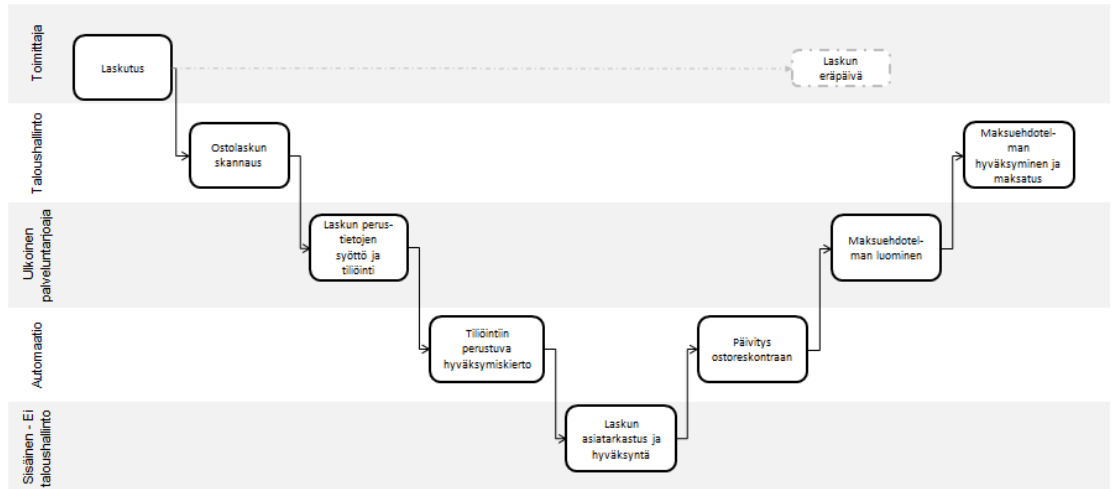 Toimittaja
Laskutus
Laskun
eräpäivä
Taloushallinto
Ostolaskun
skannaus
Maksuehdotel-
man
hyväksyminen ja
maksatus
Ulkoinen
palveluntarjoaja
Laskun perus-
tietojen
syöttö ja
tiliöinti
Maksuehdotel-
man luominen
Automaatio
Tiliöintiin
perustuva
hyväksymiskierto
Päivitys
ostoreskontraan
Sisäinen - Ei
taloushallinto
Laskun
asiatarkastus ja
hyväksyntä